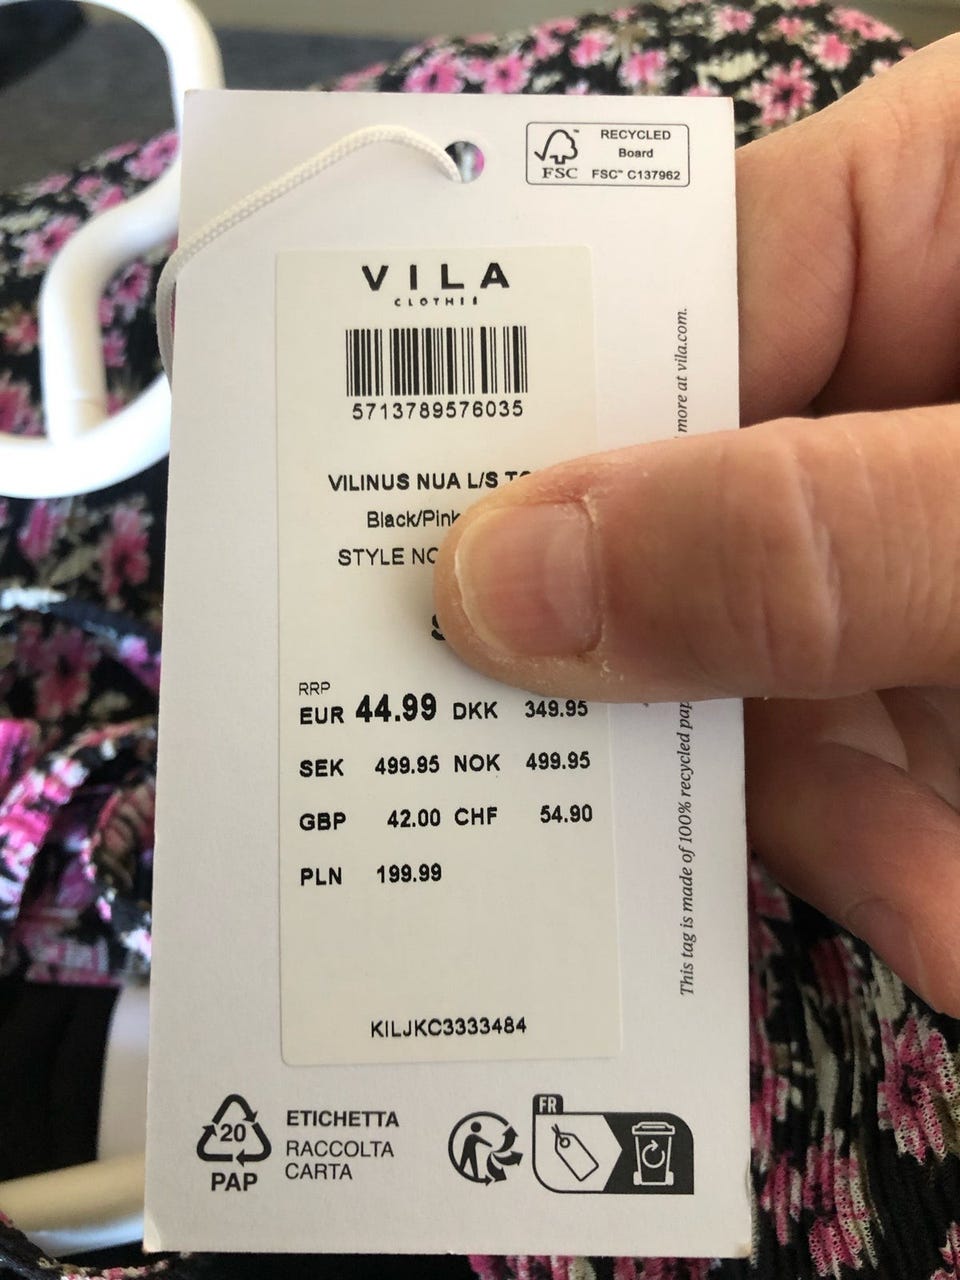 RECYCLED
Board
FSC™ C137962
FSC™
VILA
CLOTHES
5713789576035
VILINUS NUA L/S
Black/Pink
STYLE
RRP
EUR 44.99 DKK 349.95
SEK 499.95 NOK 499.95
GBP 42.00 CHF 54.90
PLN 199.99
KILJKC3333484
more at vila.com.
This tag is made of 100% recycled
20
PAP
ETICHETTA
RACCOLTA
CARTA
FR